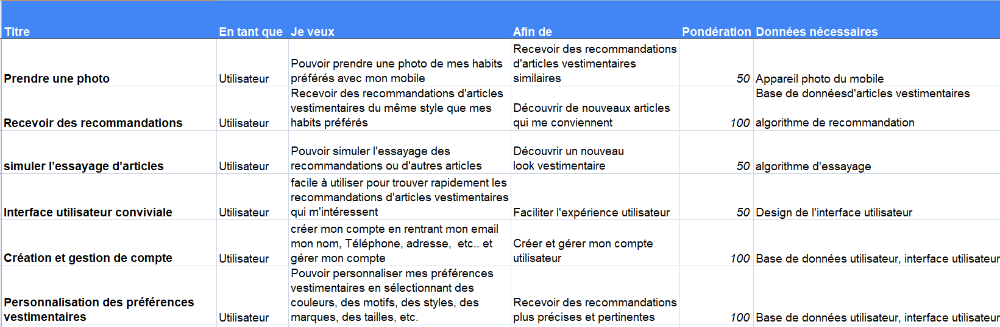 Titre En tant que Je veux Afin de Pondération Données nécessaires
Prendre une photo
Utilisateur
Pouvoir prendre une photo de mes habits
préférés avec mon mobile
Recevoir des recommandations
d'articles vestimentaires
similaires
50
Appareil photo du mobile
Recevoir des recommandations
Utilisateur
Recevoir des recommandations d'articles
vestimentaires du même style que mes
habits préférés
Découvrir de nouveaux articles
qui me conviennent
100
Base de donnéesd'articles vestimentaires
algorithme de recommandation
simuler l’essayage d'articles
Utilisateur
Pouvoir simuler l'essayage des
recommandations ou d'autres articles
Découvrir un nouveau
look vestimentaire
50
algorithme d'essayage
Interface utilisateur conviviale
Utilisateur
facile à utiliser pour trouver rapidement les
recommandations d'articles vestimentaires
qui m'intéressent
Faciliter l'expérience utilisateur
50
Design de l'interface utilisateur
Création et gestion de compte
Utilisateur
créer mon compte en rentrant mon email
mon nom, Téléphone, adresse,  etc.. et
gérer mon compte
Créer et gérer mon compte
utilisateur
100
Base de données utilisateur, interface utilisateur
Personnalisation des préférences
vestimentaires
Utilisateur
Pouvoir personnaliser mes préférences
vestimentaires en sélectionnant des
couleurs, des motifs, des styles, des
marques, des tailles, etc.
Recevoir des recommandations
plus précises et pertinentes
100
Base de données utilisateur, interface utilisateur